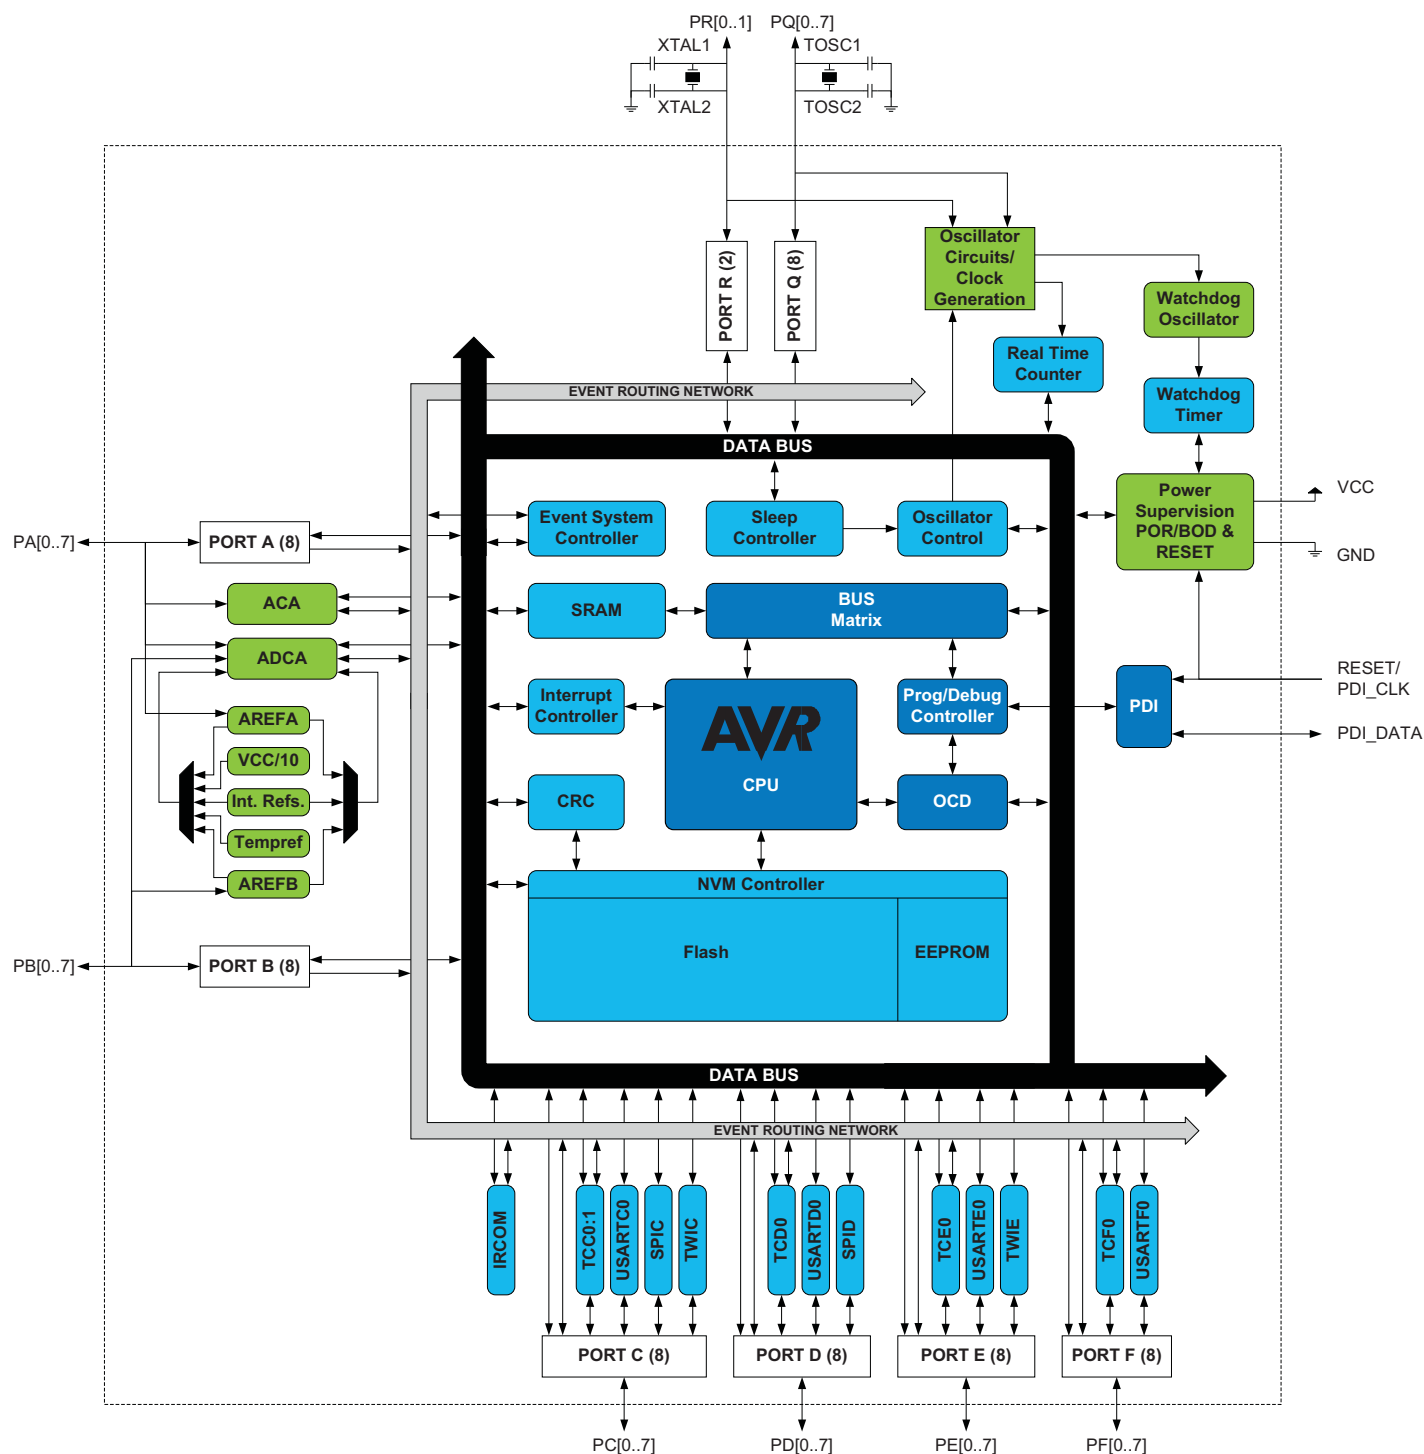 PR[0..1] PQ[0..7]
XTAL1 TOSC1
XTAL2 TOSC2
PORT R (2)
PORT Q (8)
Oscillator
Circuits/
Clock
Generation
Watchdog
Oscillator
Real Time
Counter
Watchdog
Timer
EVENT ROUTING NETWORK
DATA BUS
Power
Supervision
POR/BOD &
RESET
VCC
GND
Event System
Controller
Sleep
Controller
Oscillator
Control
PA[0..7]
PORT A (8)
ACA
ADCA
SRAM
BUS
Matrix
RESET/
PDI_CLK
PDI
PDI_DATA
Interrupt
Controller
AVR
CPU
Prog/Debug
Controller
AREFA
VCC/10
Int. Refs.
Tempref
AREFB
CRC
OCD
NVM Controller
Flash
EEPROM
PB[0..7]
PORT B (8)
DATA BUS
EVENT ROUTING NETWORK
IRCOM
TCC0:1
USARTC0
SPIC
TWIC
TCD0
USARTD0
SPID
TCE0
USARTE0
TWIE
TCF0
USARTF0
PORT C (8)
PORT D (8)
PORT E (8)
PORT F (8)
PC[0..7]
PD[0..7]
PE[0..7]
PF[0..7]